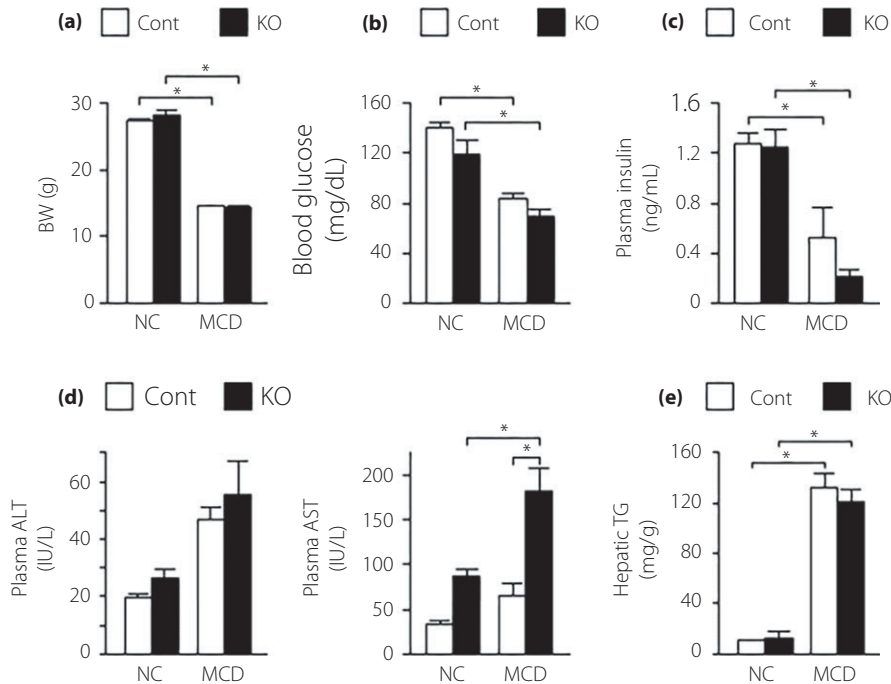 (a) Cont KO
*
*
BW (g)
30
20
10
0
NC MCD
(b) Cont KO
*
*
Blood glucose
(mg/dL)
160
120
80
40
0
NC MCD
(c) Cont KO
*
*
Plasma insulin
(ng/mL)
1.6
1.2
0.8
0.4
0
NC MCD
(d) Cont KO
Plasma ALT
(IU/L)
60
40
20
0
NC MCD
*
*
Plasma AST
(IU/L)
200
150
100
50
0
NC MCD
(e) Cont KO
*
*
Hepatic TG
(mg/g)
160
120
80
40
0
NC MCD